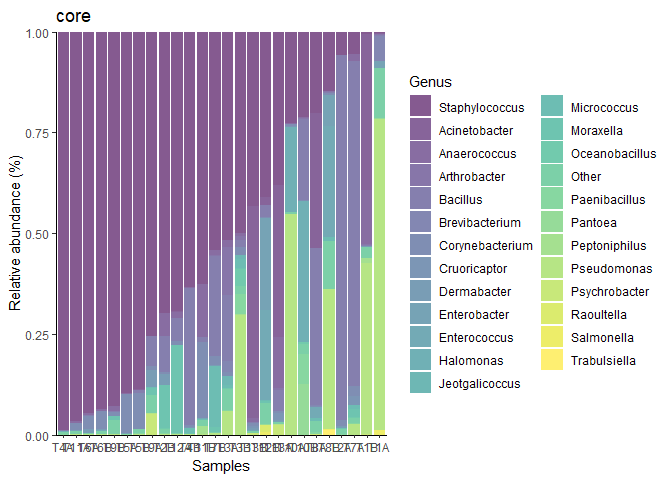 core
Relative abundance (%)
1.00
0.75
0.50
0.25
0.00
Samples
Genus
Staphylococcus
Acinetobacter
Anaerococcus
Arthrobacter
Bacillus
Brevibacterium
Corynebacterium
Cruoricaptor
Dermabacter
Enterobacter
Enterococcus
Halomonas
Jeotgalicoccus
Micrococcus
Moraxella
Oceanobacillus
Other
Paenibacillus
Pantoea
Peptoniphilus
Pseudomonas
Psychrobacter
Raoultella
Salmonella
Trabulsiella